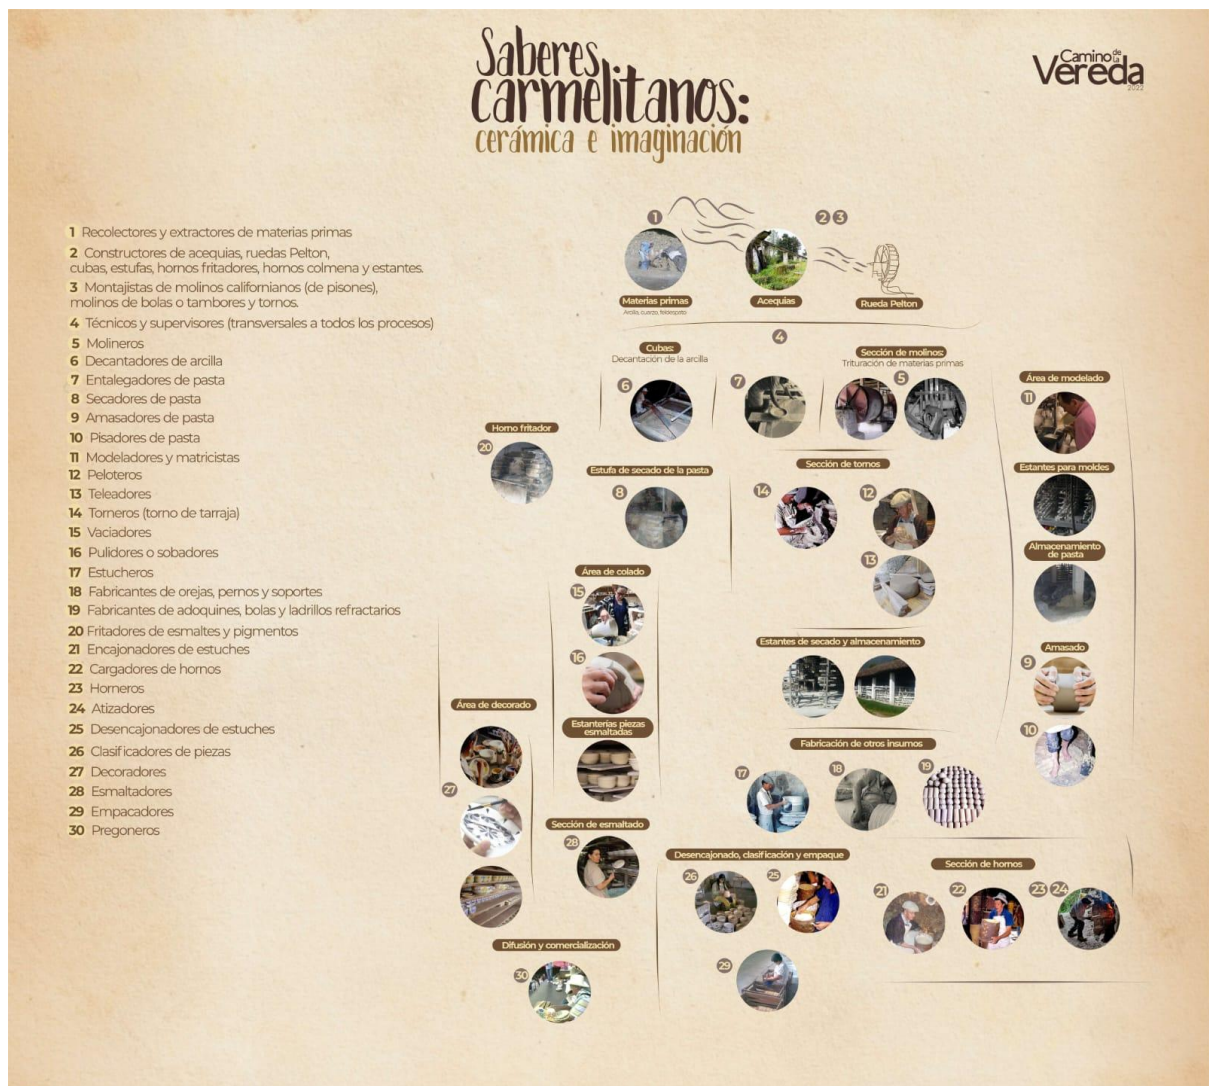 Saberes
carmelitanos:
cerámica e imaginación
Camino de la
Vereda
2022
1 Recolectores y extractores de materias primas
2 Constructores de acequias, ruedas Pelton,
cubas, estufas, hornos fritadores, hornos colmena y estantes.
3 Montajistas de molinos californianos (de pisones),
molinos de bolas o tambores y tornos.
4 Técnicos y supervisores (transversales a todos los procesos)
5 Molineros
6 Decantadores de arcilla
7 Entalegadores de pasta
8 Secadores de pasta
9 Amasadores de pasta
10 Pisadores de pasta
11 Modeladores y matricistas
12 Peloteros
13 Teleadores
14 Torneros (torno de tarraja)
15 Vaciadores
16 Pulidores o sobadores
17 Estucheros
18 Fabricantes de orejas, pernos y soportes
19 Fabricantes de adoquines, bolas y ladrillos refractarios
20 Fritadores de esmaltes y pigmentos
21 Encajonadores de estuches
22 Cargadores de hornos
23 Horneros
24 Atizadores
25 Desencajonadores de estuches
26 Clasificadores de piezas
27 Decoradores
28 Esmaltadores
29 Empacadores
30 Pregoneros
1
2 3
Materias primas
Arcilla, cuarzo, feldespato
Acequias
Rueda Pelton
4
Cubas:
Decantación de la arcilla
6
7
Sección de molinos:
Trituración de materias primas
5
Área de modelado
11
Horno fritador
20
Estufa de secado de la pasta
8
Sección de tornos
14
12
13
Estantes para moldes
Almacenamiento
de pasta
Área de colado
15
16
Estantes de secado y almacenamiento
Amasado
9
10
Área de decorado
27
Estanterías piezas
esmaltadas
Fabricación de otros insumos
17
18
19
Sección de esmaltado
28
Desencajonado, clasificación y empaque
26
25
29
Sección de hornos
21
22
23 24
Difusión y comercialización
30